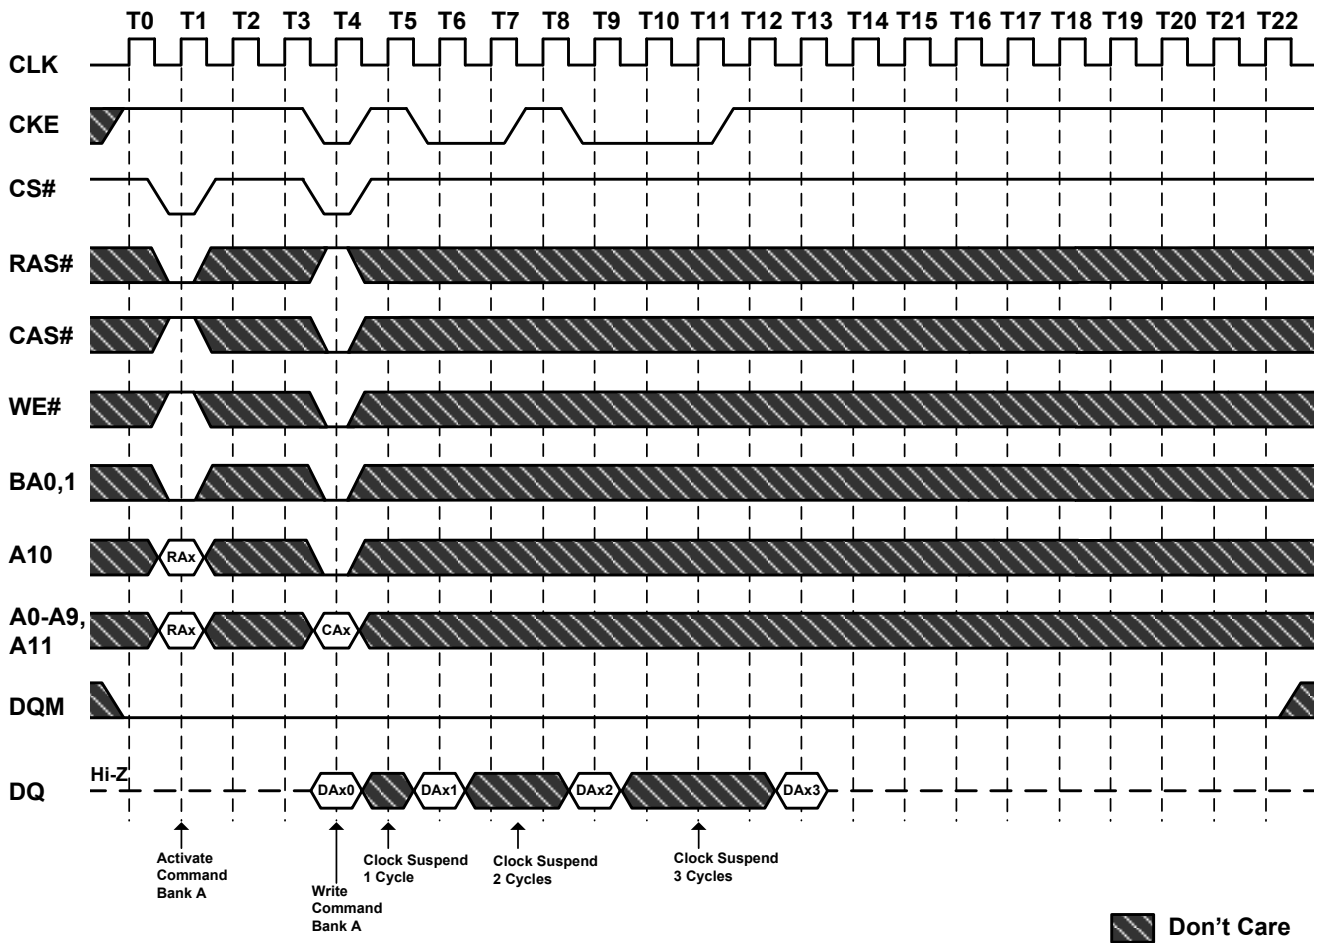 T0 T1 T2 T3 T4 T5 T6 T7 T8 T9 T10 T11 T12 T13 T14 T15 T16 T17 T18 T19 T20 T21 T22
CLK
CKE
CS#
RAS#
CAS#
WE#
BA0,1
A10
RAx
A0-A9,
A11
RAx CAx
DQM
Hi-Z
DQ
DAx0 DAx1 DAx2 DAx3
Activate
Command
Bank A
Write
Command
Bank A
Clock Suspend
1 Cycle
Clock Suspend
2 Cycles
Clock Suspend
3 Cycles
Don't Care